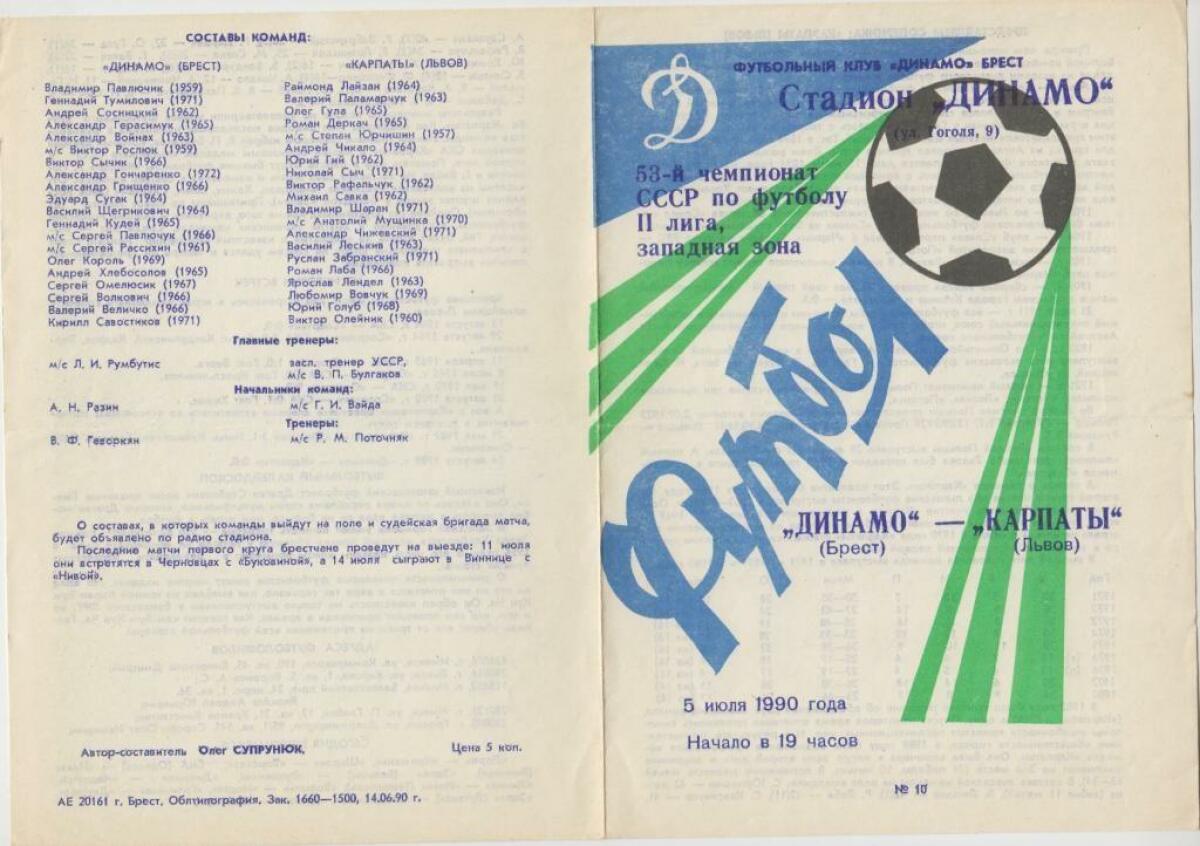 СОСТАВЫ КОМАНД:
«ДИНАМО» (БРЕСТ)
Владимир Павлючик (1959)
Геннадий Тумилович (1971)
Андрей Сосницкий (1962)
Александр Герасимук (1965)
Александр Войнах (1963)
м/с Виктор Рослюк (1959)
Виктор Сычик (1966)
Александр Гончаренко (1972)
Александр Грищенко (1966)
Эдуард Сугак (1964)
Василий Щегрикович (1964)
Геннадий Кудей (1965)
м/с Сергей Павлючук (1966)
м/с Сергей Рассихин (1961)
Олег Король (1969)
Андрей Хлебосолов (1965)
Сергей Омелюсик (1967)
Сергей Волкович (1966)
Валерий Величко (1966)
Кирилл Савостиков (1971)
«КАРПАТЫ» (ЛЬВОВ)
Раймонд Лайзан (1964)
Валерий Паламарчук (1963)
Олег Гула (1965)
Роман Деркач (1965)
м/с Степан Юрчишин (1957)
Андрей Чикало (1964)
Юрий Гий (1962)
Николай Сыч (1971)
Виктор Рафальчук (1962)
Михаил Савка (1962)
Владимир Шаран (1971)
м/с Анатолий Мущинка (1970)
Александр Чижевский (1971)
Василий Леськив (1963)
Руслан Забранский (1971)
Роман Лаба (1966)
Ярослав Лендел (1963)
Любомир Вовчук (1969)
Юрий Голуб (1968)
Виктор Олейник (1960)
Главные тренеры:
м/с Л. И. Румбутис
засл. тренер УССР,
м/с В. П. Булгаков
Начальники команд:
А. Н. Разин
м/с Г. И. Вайда
Тренеры:
В. Ф. Геворкян
м/с Р. М. Поточняк
О составах, в которых команды выйдут на поле и судейская бригада матча,
будет объявлено по радио стадиона.
Последние матчи первого круга брестчане проведут на выезде: 11 июля
они встретятся в Черновцах с «Буковиной», а 14 июля сыграют в Виннице с
«Нивой».
Автор-составитель Олег СУПРУНЮК.
Цена 5 коп.
АЕ 20161 г. Брест, Облтипография, Зак. 1660—1500, 14.06.90 г.
ФУТБОЛЬНЫЙ КЛУБ «ДИНАМО» БРЕСТ
Стадион „ДИНАМО“
(ул. Гоголя, 9)
Д
53-й чемпионат
СССР по футболу
II лига,
западная зона
Футбол
„ДИНАМО“ — „КАРПАТЫ“
(Брест) (Львов)
5 июля 1990 года
Начало в 19 часов
№ 10